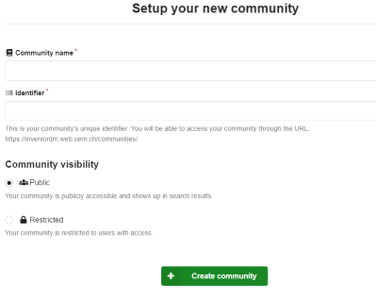 Setup your new community
Community name*
Identifier*
This is your community's unique identifier. You will be able to access your community through the URL:
https://inveniordm.web.cern.ch/communities/
Community visibility
Public
Your community is publicly accessible and shows up in search results.
Restricted
Your community is restricted to users with access.
Create community